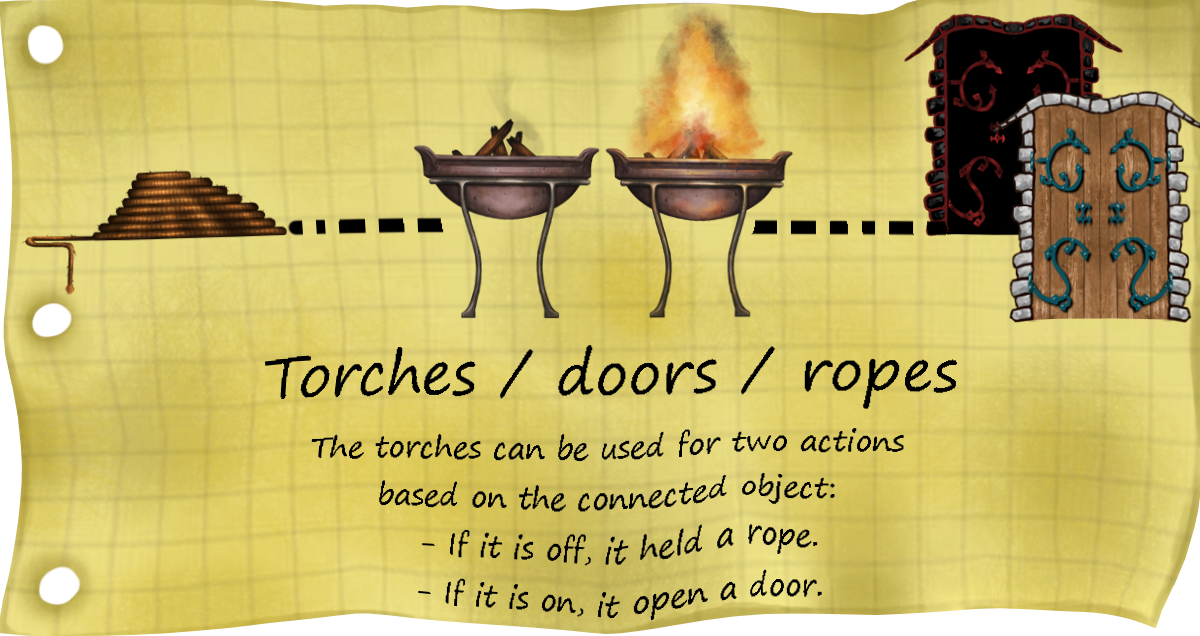 Torches / doors / ropes
The torches can be used for two actions
based on the connected object:
- If it is off, it held a rope.
- If it is on, it open a door.